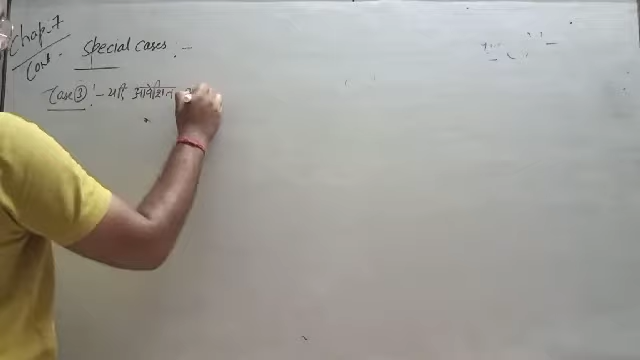 Chap. 7
Cont.
Special Cases :-
Case ③ :- यदि आवेशित